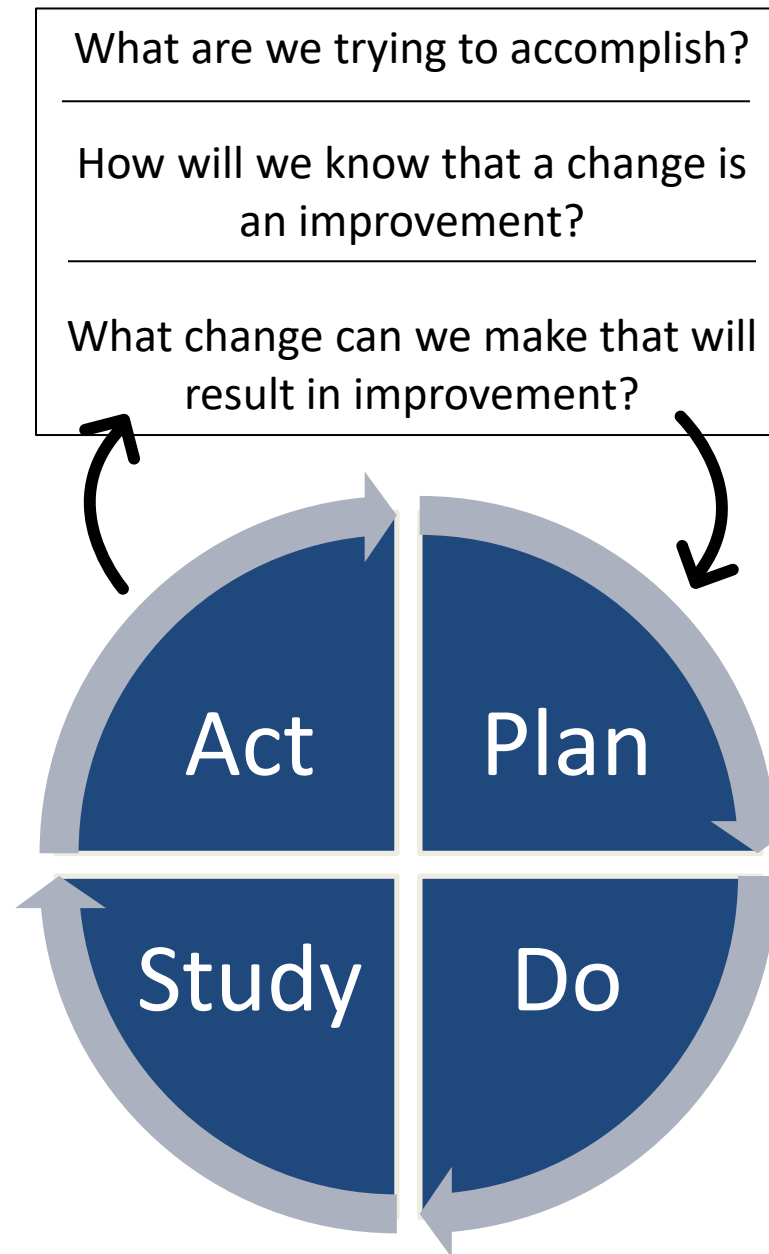 What are we trying to accomplish?
How will we know that a change is
an improvement?
What change can we make that will
result in improvement?
Act
Plan
Study
Do